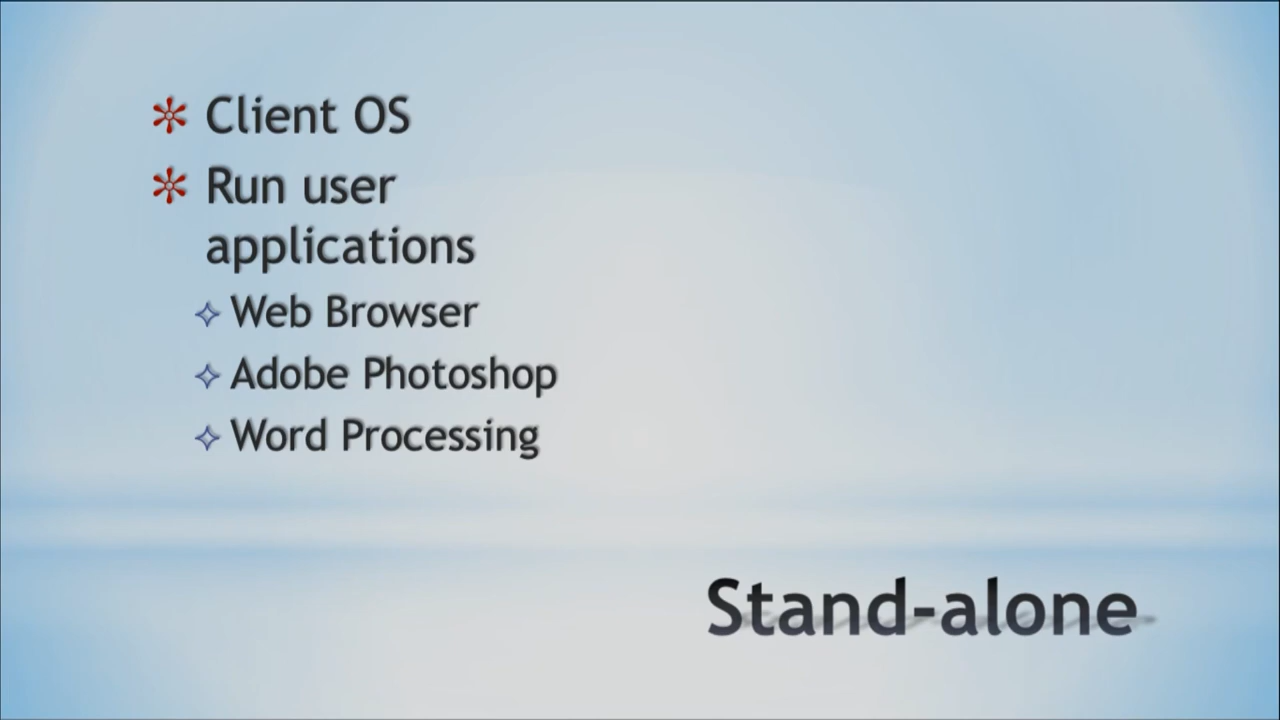 Client OS
Run user
applications
Web Browser
Adobe Photoshop
Word Processing
Stand-alone